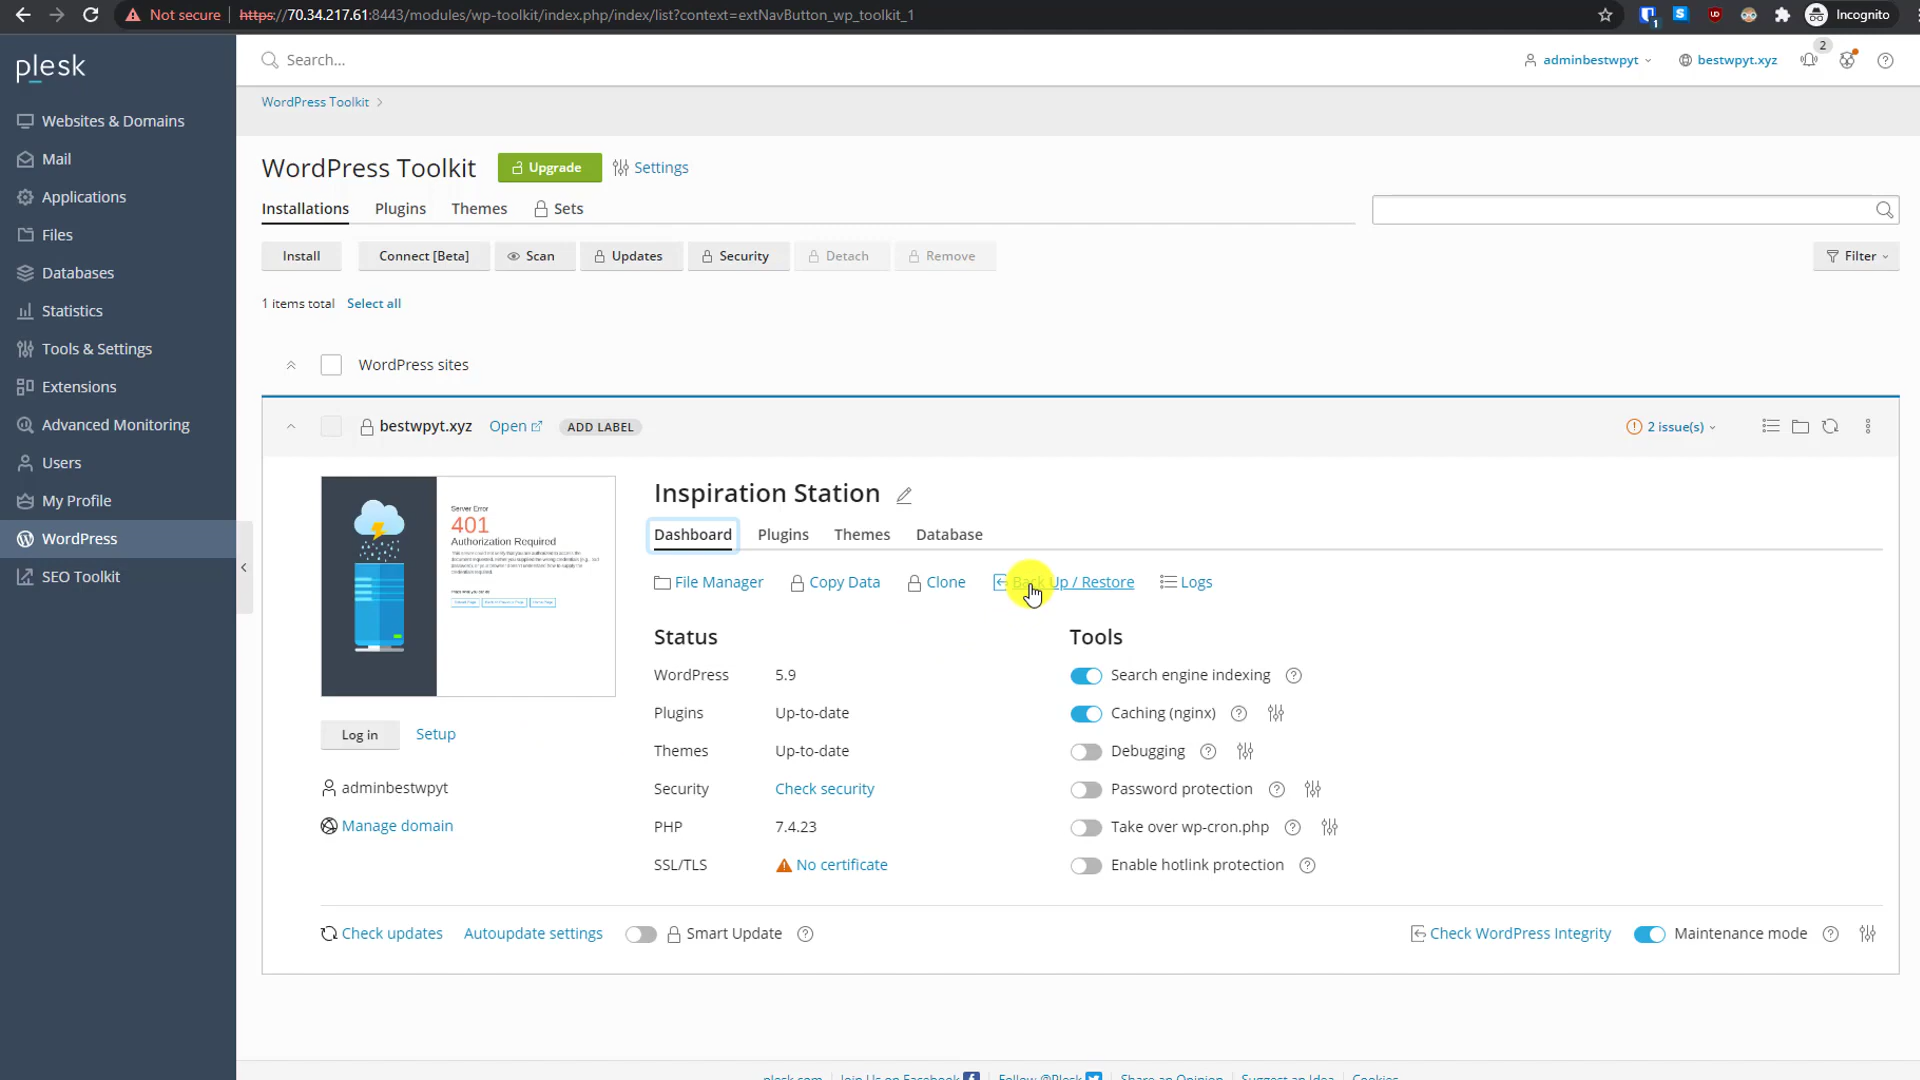 Not secure | https://70.34.217.61:8443/modules/wp-toolkit/index.php/index/list?context=extNavButton_wp_toolkit_1
1
S
UD
Incognito
plesk
Search...
adminbestwpyt
bestwpyt.xyz
2
WordPress Toolkit >
Websites & Domains
Mail
Applications
Files
Databases
Statistics
Tools & Settings
Extensions
Advanced Monitoring
Users
My Profile
WordPress
SEO Toolkit
WordPress Toolkit
Upgrade
Settings
Installations Plugins Themes Sets
Install Connect [Beta] Scan Updates Security Detach Remove
Filter
1 items total Select all
WordPress sites
bestwpyt.xyz Open ADD LABEL
2 issue(s)
Server Error
401
Authorization Required
Log in Setup
adminbestwpyt
Manage domain
Inspiration Station
Dashboard Plugins Themes Database
File Manager Copy Data Clone Back Up / Restore Logs
Status
WordPress 5.9
Plugins Up-to-date
Themes Up-to-date
Security Check security
PHP 7.4.23
SSL/TLS No certificate
Tools
Search engine indexing
Caching (nginx)
Debugging
Password protection
Take over wp-cron.php
Enable hotlink protection
Check updates Autoupdate settings Smart Update
Check WordPress Integrity Maintenance mode
plesk.com Join Us on Facebook Follow @Plesk Share an Opinion Suggest an Idea Cookies